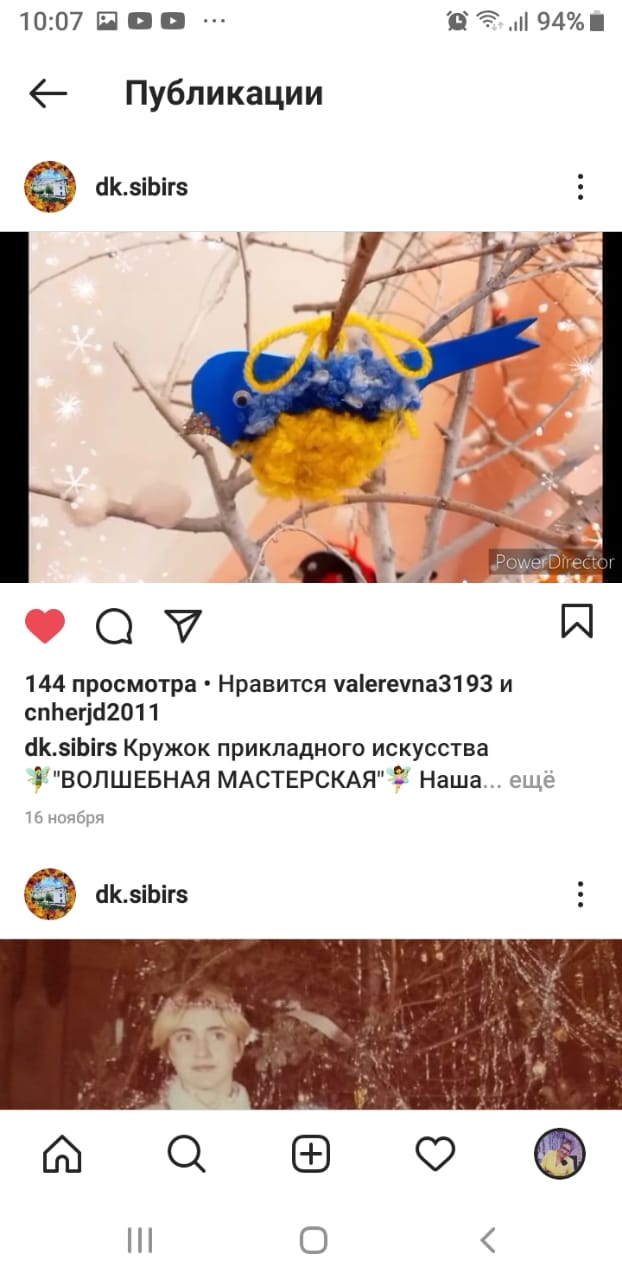 10:07 94%
Публикации
dk.sibirs
PowerDirector
144 просмотра • Нравится valerevna3193 и
cnherjd2011
dk.sibirs Кружок прикладного искусства
🧚‍♂️"ВОЛШЕБНАЯ МАСТЕРСКАЯ"🧚‍♀️ Наша... ещё
16 ноября
dk.sibirs